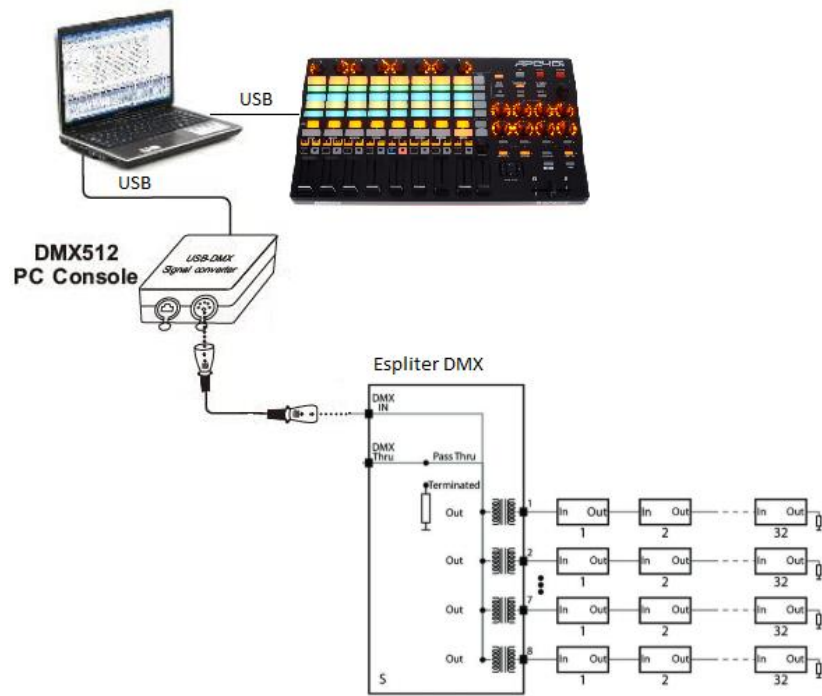 USB
APC40
USB
DMX512
PC Console
USB-DMX
Signal converter
Espliter DMX
DMX
IN
DMX
Thru
Pass Thru
Terminated
Out
1
In Out
In Out
In Out
1
2
32
Out
2
In Out
In Out
In Out
1
2
32
Out
7
In Out
In Out
In Out
1
2
32
Out
8
In Out
In Out
In Out
1
2
32
S